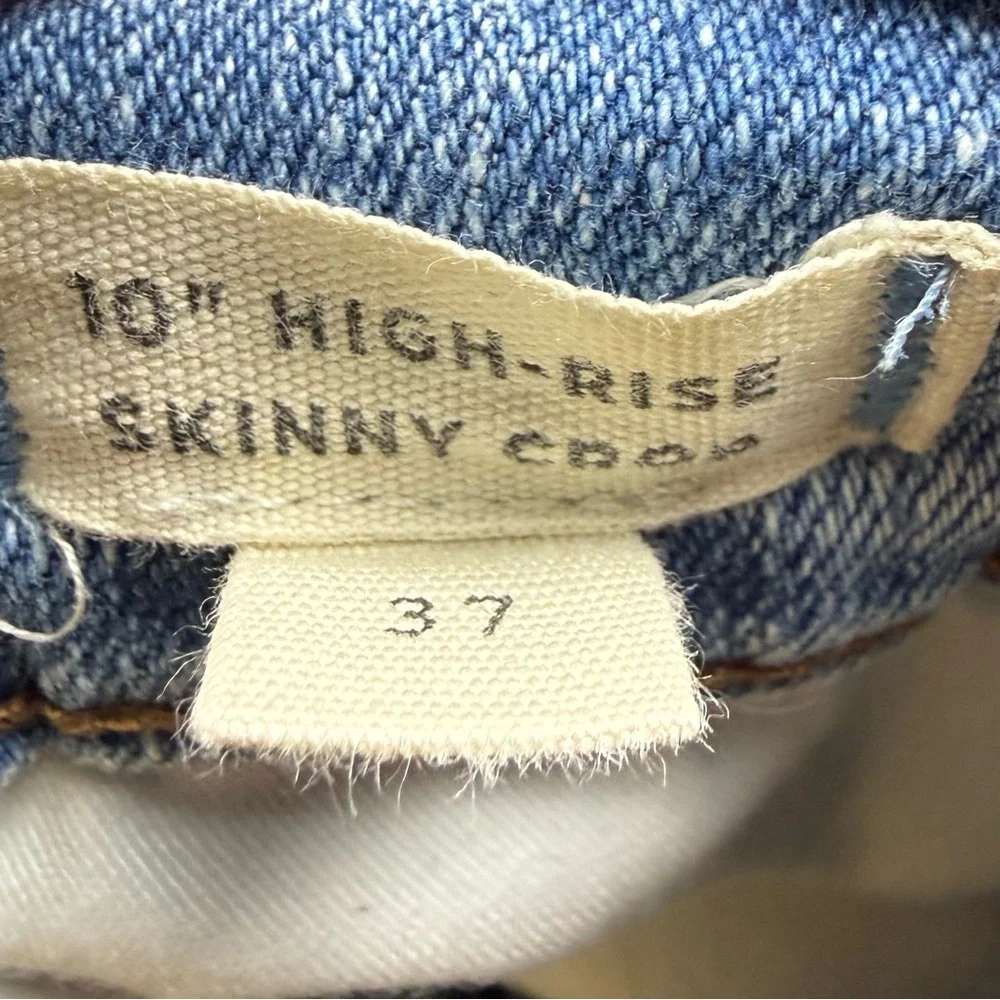 10" HIGH-RISE
SKINNY CROP
37